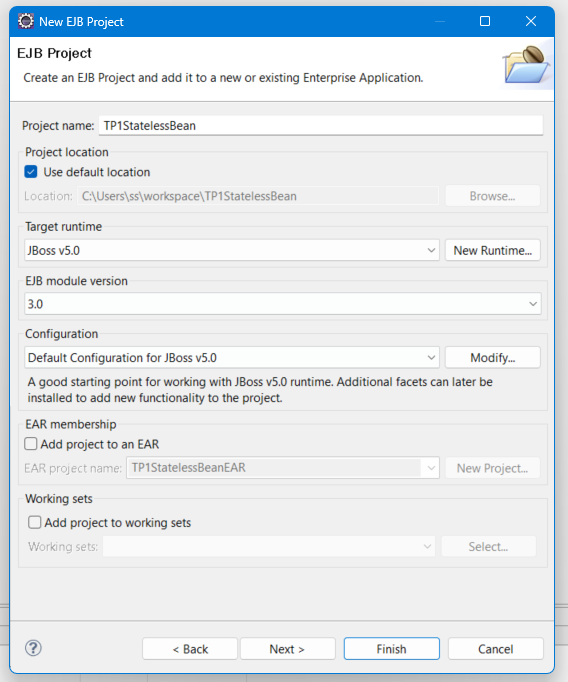 New EJB Project
EJB Project
Create an EJB Project and add it to a new or existing Enterprise Application.
Project name: TP1StatelessBean
Project location
Use default location
Location: C:\Users\ss\workspace\TP1StatelessBean Browse...
Target runtime
JBoss v5.0 New Runtime...
EJB module version
3.0
Configuration
Default Configuration for JBoss v5.0 Modify...
A good starting point for working with JBoss v5.0 runtime. Additional facets can later be
installed to add new functionality to the project.
EAR membership
Add project to an EAR
EAR project name: TP1StatelessBeanEAR New Project...
Working sets
Add project to working sets
Working sets: Select...
? < Back Next > Finish Cancel